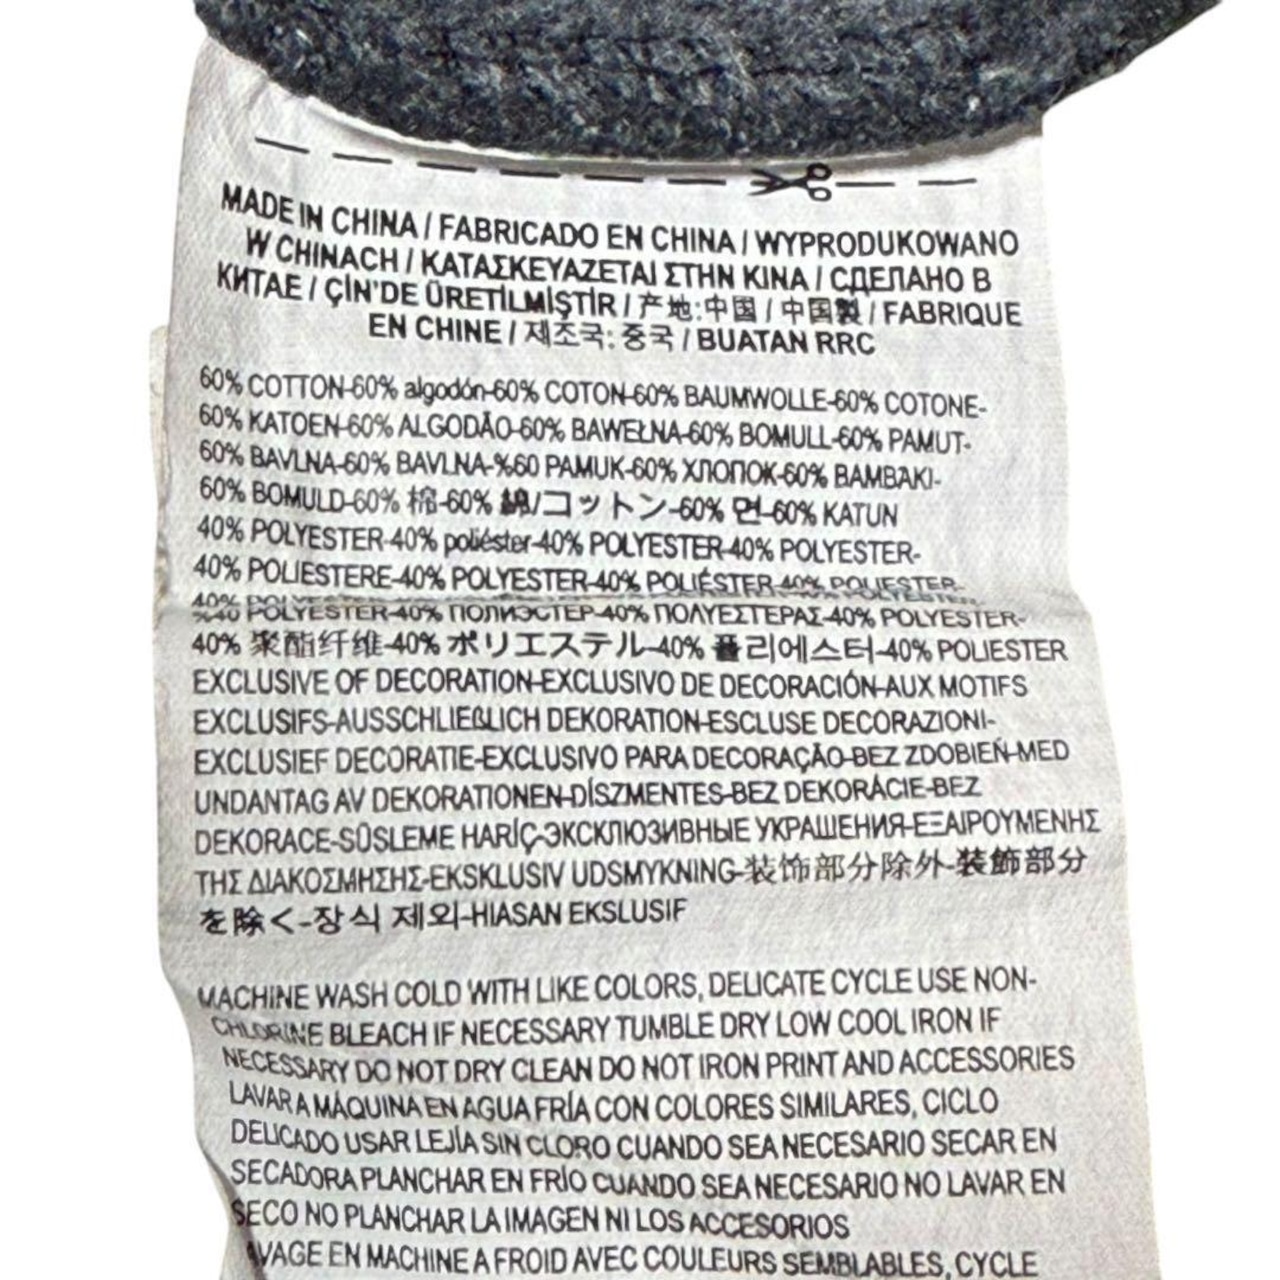 MADE IN CHINA / FABRICADO EN CHINA / WYPRODUKOWANO
W CHINACH / ΚΑΤΑΣΚΕΥΑΖΕΤΑΙ ΣΤΗΝ ΚΙΝΑ / СДЕЛАНО В
КИТАЕ / ÇİN'DE ÜRETİLMİŞTİR / 产地:中国 / 中国製 / FABRIQUE
EN CHINE / 제조국: 중국 / BUATAN RRC
60% COTTON-60% algodón-60% COTON-60% BAUMWOLLE-60% COTONE-
60% KATOEN-60% ALGODÃO-60% BAWEŁNA-60% BOMULL-60% PAMUT-
60% BAVLNA-60% BAVLNA-%60 PAMUK-60% ХЛОПОК-60% ΒΑΜΒΑΚΙ-
60% BOMULD-60% 棉-60% 綿/コットン-60% 면-60% KATUN
40% POLYESTER-40% poliéster-40% POLYESTER-40% POLYESTER-
40% POLIESTERE-40% POLYESTER-40% POLIÉSTER-40% POLIESTER-
%40 POLYESTER-40% ПОЛИЭСТЕР-40% ΠΟΛΥΕΣΤΕΡΑΣ-40% POLYESTER-
40% 聚酯纤维-40% ポリエステル-40% 폴리에스터-40% POLIESTER
EXCLUSIVE OF DECORATION-EXCLUSIVO DE DECORACIÓN-AUX MOTIFS
EXCLUSIFS-AUSSCHLIEßLICH DEKORATION-ESCLUSE DECORAZIONI-
EXCLUSIEF DECORATIE-EXCLUSIVO PARA DECORAÇÃO-BEZ ZDOBIEŃ-MED
UNDANTAG AV DEKORATIONEN-DÍSZMENTES-BEZ DEKORÁCIE-BEZ
DEKORACE-SÜSLEME HARİÇ-ЭКСКЛЮЗИВНЫЕ УКРАШЕНИЯ-ΕΞΑΙΡΟΥΜΕΝΗΣ
ΤΗΣ ΔΙΑΚΟΣΜΗΣΗΣ-EKSKLUSIV UDSMYKNING-装饰部分除外-装飾部分
を除く-장식 제외-HIASAN EKSLUSIF
MACHINE WASH COLD WITH LIKE COLORS, DELICATE CYCLE USE NON-
CHLORINE BLEACH IF NECESSARY TUMBLE DRY LOW COOL IRON IF
NECESSARY DO NOT DRY CLEAN DO NOT IRON PRINT AND ACCESSORIES
LAVAR A MÁQUINA EN AGUA FRÍA CON COLORES SIMILARES, CICLO
DELICADO USAR LEJÍA SIN CLORO CUANDO SEA NECESARIO SECAR EN
SECADORA PLANCHAR EN FRÍO CUANDO SEA NECESARIO NO LAVAR EN
SECO NO PLANCHAR LA IMAGEN NI LOS ACCESORIOS
LAVAGE EN MACHINE A FROID AVEC COULEURS SEMBLABLES, CYCLE